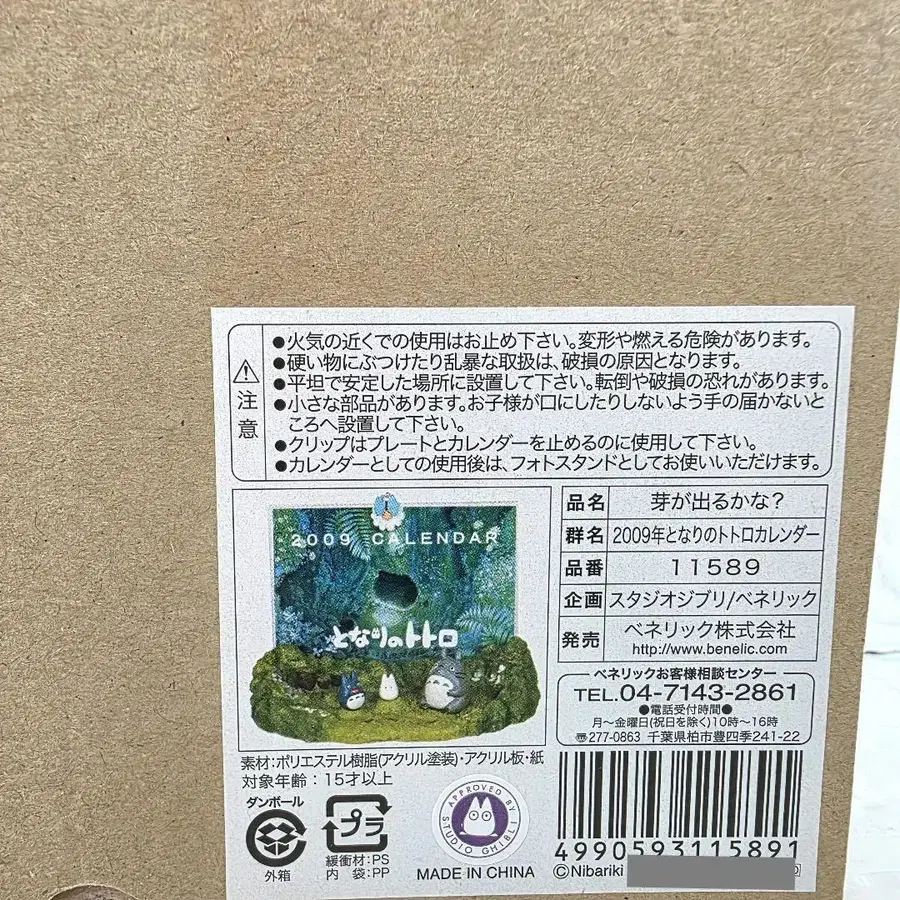 注意
●火気の近くでの使用はお止め下さい。変形や燃える危険があります。
●硬い物にぶつけたり乱暴な取扱は、破損の原因となります。
●平坦で安定した場所に設置して下さい。転倒や破損の恐れがあります。
●小さな部品があります。お子様が口にしたりしないよう手の届かないと
ころへ設置して下さい。
●クリップはプレートとカレンダーを止めるのに使用して下さい。
●カレンダーとしての使用後は、フォトスタンドとしてお使いいただけます。
2009 CALENDAR
となりのトトロ
品名 芽が出るかな?
群名 2009年となりのトトロカレンダー
品番 11589
企画 スタジオジブリ/ベネリック
発売 ベネリック株式会社
http://www.benelic.com
ベネリックお客様相談センター
TEL.04-7143-2861
●電話受付時間●
月〜金曜日(祝日を除く)10時〜16時
〠277-0863 千葉県柏市豊四季241-22
素材:ポリエステル樹脂(アクリル塗装)・アクリル板・紙
対象年齢:15才以上
ダンボール
外箱
プラ
緩衝材:PS
内 袋:PP
APPROVED BY
STUDIO GHIBLI
MADE IN CHINA
4990593115891
©Nibariki